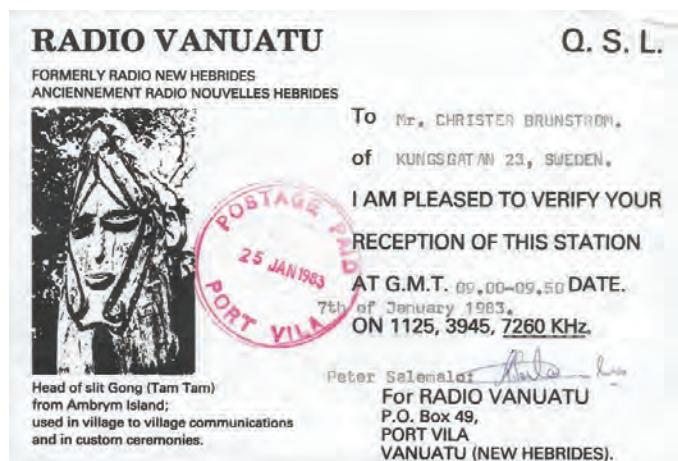 RADIO VANUATU
Q. S. L.
FORMERLY RADIO NEW HEBRIDES
ANCIENNEMENT RADIO NOUVELLES HEBRIDES
To Mr. CHRISTER BRUNSTROM.
of KUNGSGATAN 23, SWEDEN.
I AM PLEASED TO VERIFY YOUR
RECEPTION OF THIS STATION
AT G.M.T. 09.00-09.50 DATE.
7th of January 1983.
ON 1125, 3945, 7260 KHz.
POSTAGE PAID
25 JAN 1983
PORT VILA
Peter Salemalo
For RADIO VANUATU
P.O. Box 49,
PORT VILA
VANUATU (NEW HEBRIDES).
Head of slit Gong (Tam Tam)
from Ambrym Island;
used in village to village communications
and in custom ceremonies.